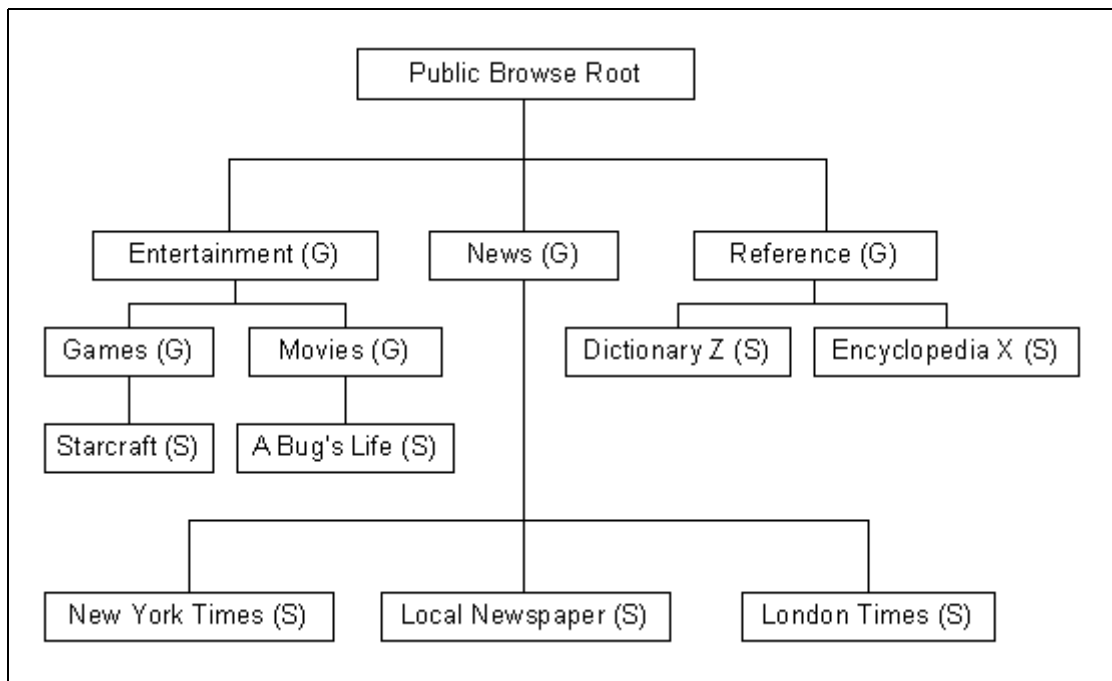 Public Browse Root
Entertainment (G)
News (G)
Reference (G)
Games (G)
Movies (G)
Dictionary Z (S)
Encyclopedia X (S)
Starcraft (S)
A Bug's Life (S)
New York Times (S)
Local Newspaper (S)
London Times (S)